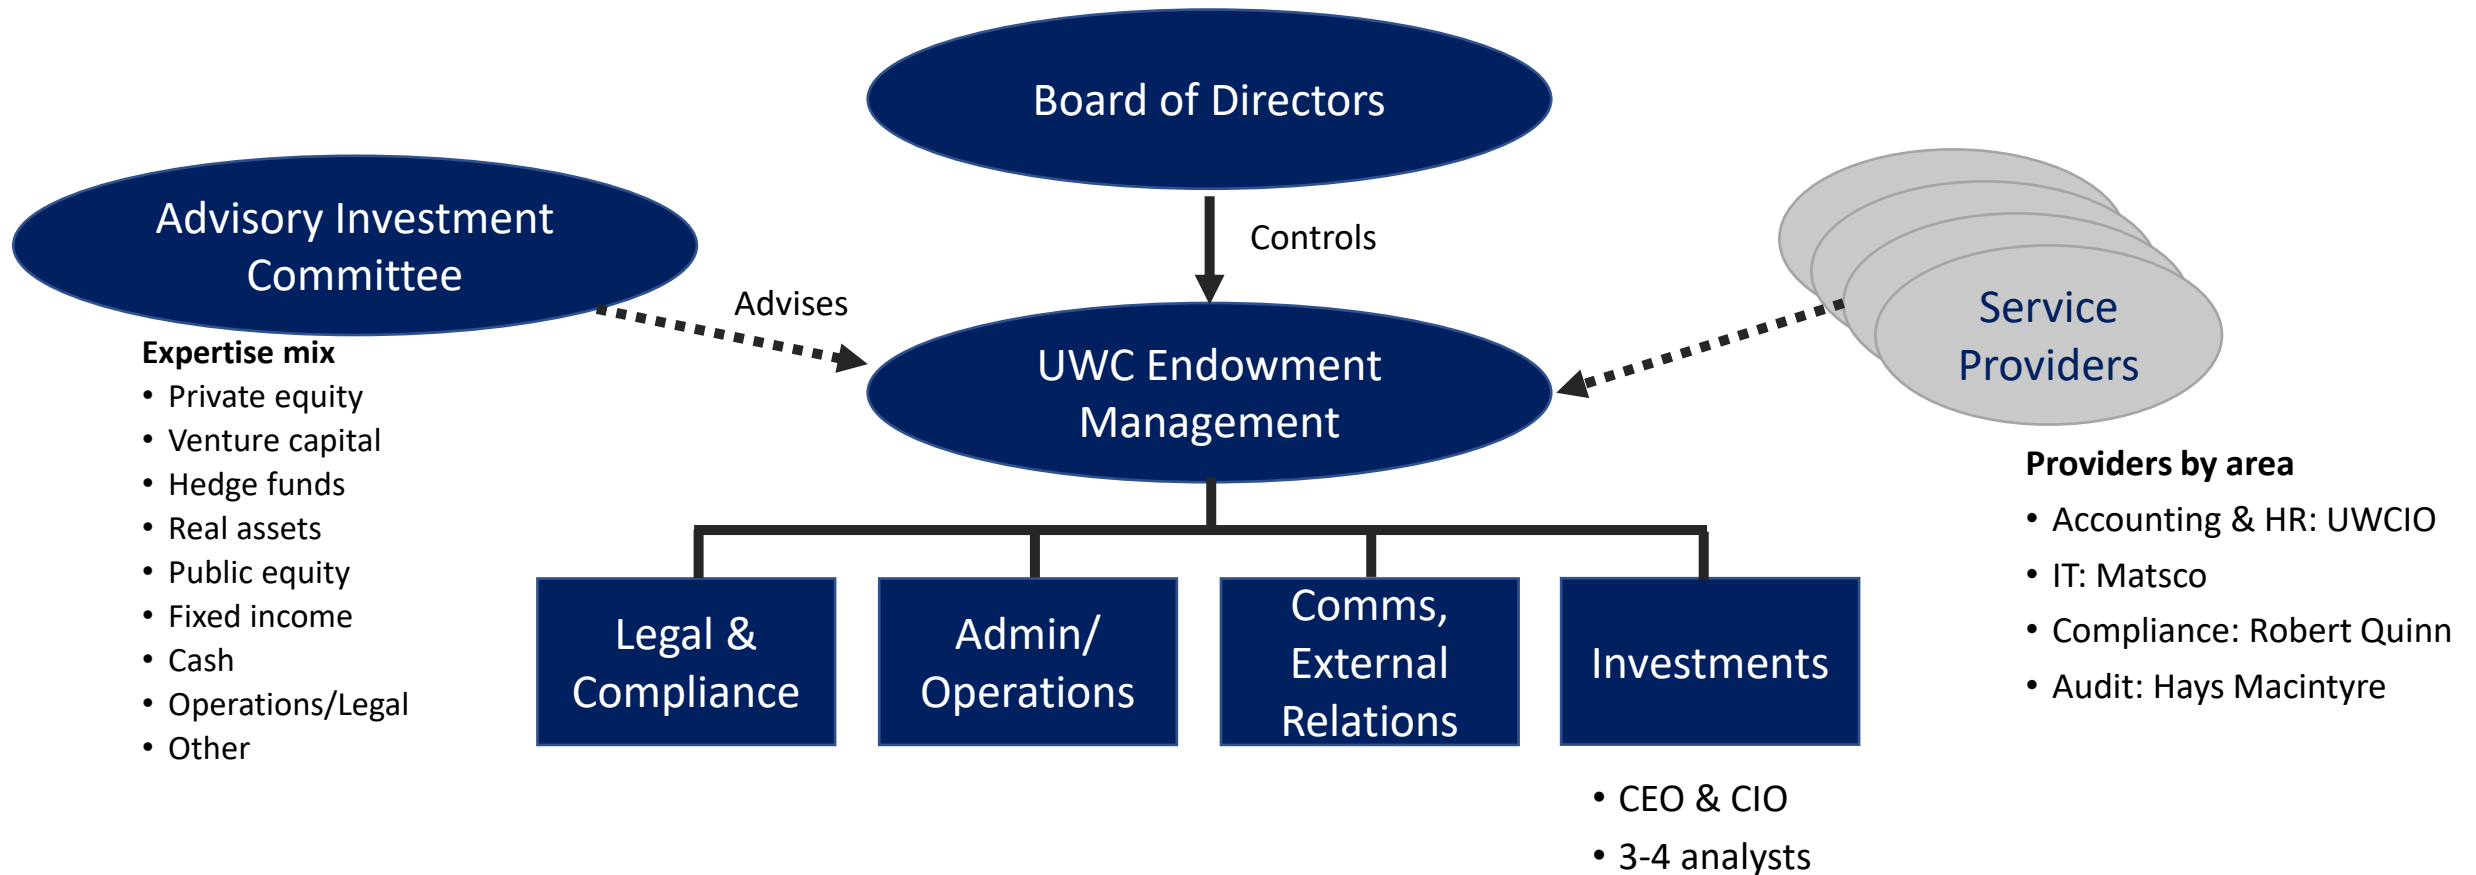 Board of Directors
Advisory Investment
Committee
Controls
Advises
Service
Providers
UWC Endowment
Management
Expertise mix
• Private equity
• Venture capital
• Hedge funds
• Real assets
• Public equity
• Fixed income
• Cash
• Operations/Legal
• Other
Providers by area
• Accounting & HR: UWCIO
• IT: Matsco
• Compliance: Robert Quinn
• Audit: Hays Macintyre
Legal &
Compliance
Admin/
Operations
Comms,
External
Relations
Investments
• CEO & CIO
• 3-4 analysts